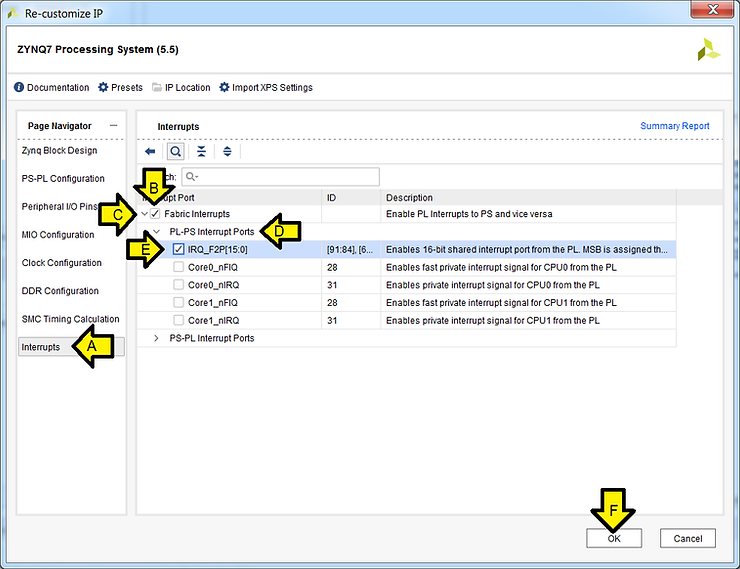 Re-customize IP
ZYNQ7 Processing System (5.5)
Documentation Presets IP Location Import XPS Settings
Page Navigator
Zynq Block Design
PS-PL Configuration
Peripheral I/O Pins
MIO Configuration
Clock Configuration
DDR Configuration
SMC Timing Calculation
Interrupts
A
Interrupts Summary Report
B
Port ID Description
C Fabric Interrupts Enable PL Interrupts to PS and vice versa
PL-PS Interrupt Ports D
E IRQ_F2P[15:0] [91:84], [6... Enables 16-bit shared interrupt port from the PL. MSB is assigned th...
Core0_nFIQ 28 Enables fast private interrupt signal for CPU0 from the PL
Core0_nIRQ 31 Enables private interrupt signal for CPU0 from the PL
Core1_nFIQ 28 Enables fast private interrupt signal for CPU1 from the PL
Core1_nIRQ 31 Enables private interrupt signal for CPU1 from the PL
PS-PL Interrupt Ports
F
OK Cancel